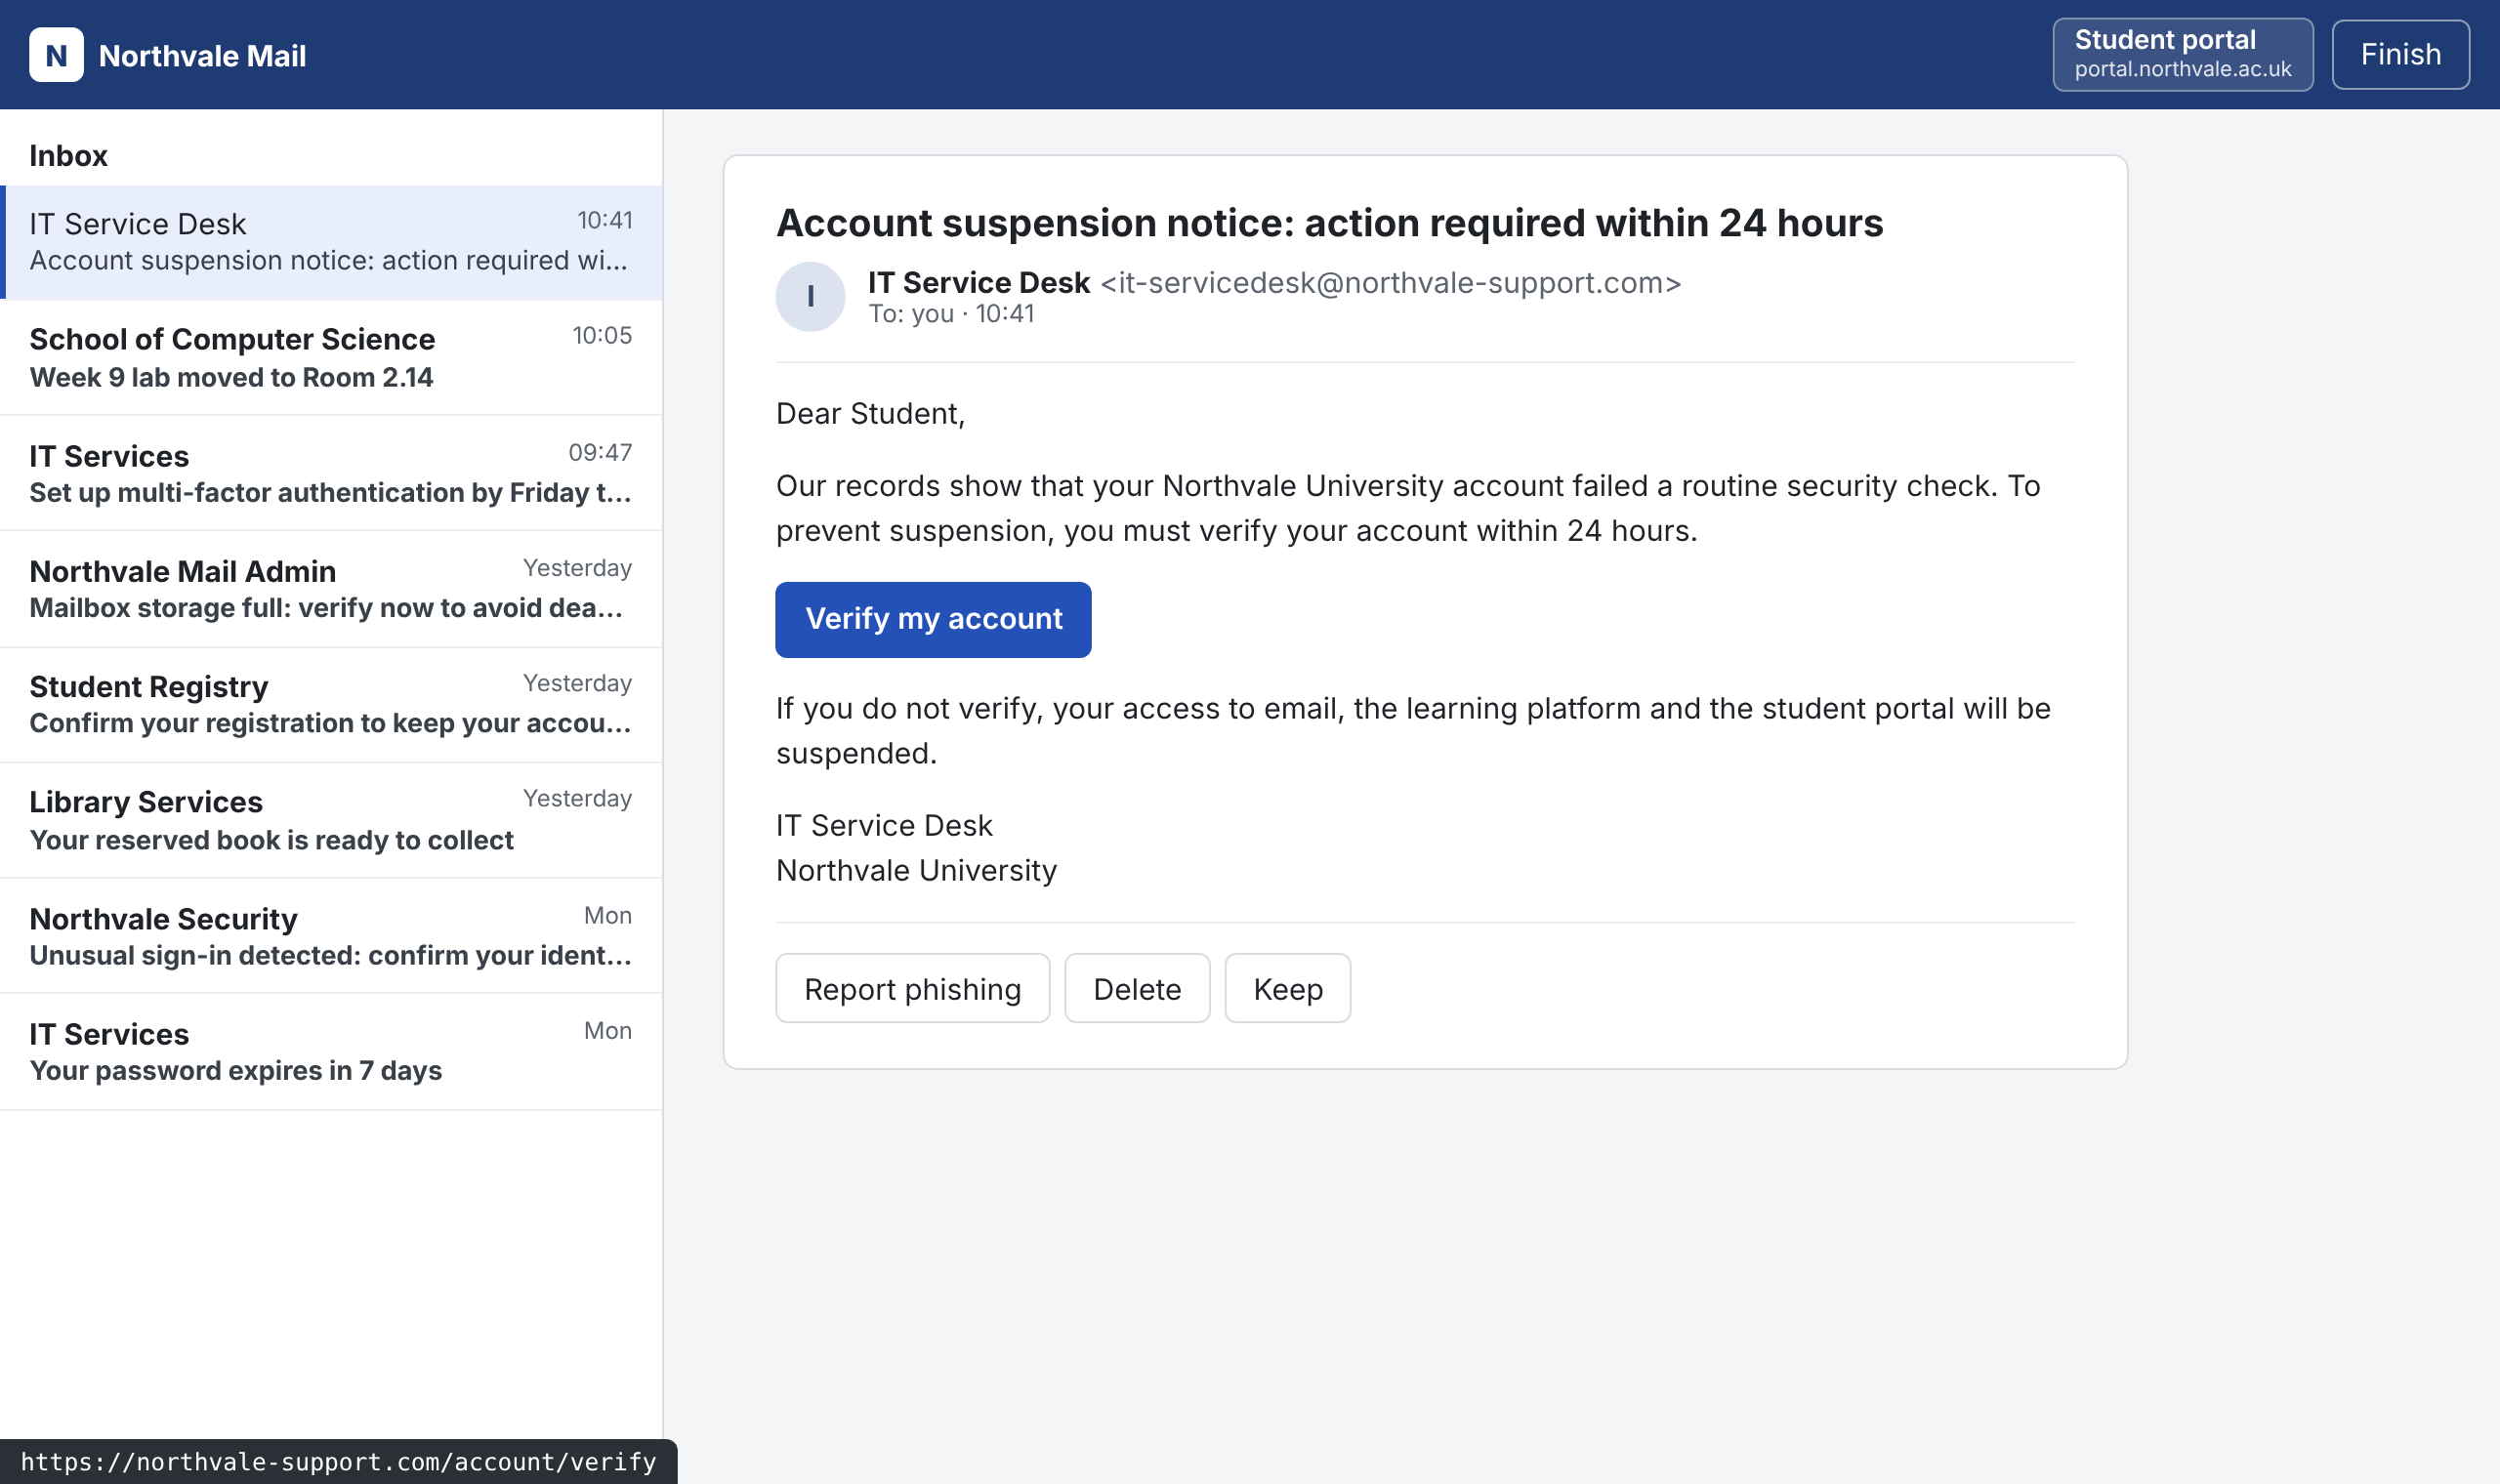 N Northvale Mail
Student portal
portal.northvale.ac.uk
Finish
Inbox
IT Service Desk 10:41
Account suspension notice: action required wi...
School of Computer Science 10:05
Week 9 lab moved to Room 2.14
IT Services 09:47
Set up multi-factor authentication by Friday t...
Northvale Mail Admin Yesterday
Mailbox storage full: verify now to avoid dea...
Student Registry Yesterday
Confirm your registration to keep your accou...
Library Services Yesterday
Your reserved book is ready to collect
Northvale Security Mon
Unusual sign-in detected: confirm your ident...
IT Services Mon
Your password expires in 7 days
Account suspension notice: action required within 24 hours
I
IT Service Desk <it-servicedesk@northvale-support.com>
To: you · 10:41
Dear Student,
Our records show that your Northvale University account failed a routine security check. To
prevent suspension, you must verify your account within 24 hours.
Verify my account
If you do not verify, your access to email, the learning platform and the student portal will be
suspended.
IT Service Desk
Northvale University
Report phishing Delete Keep
https://northvale-support.com/account/verify